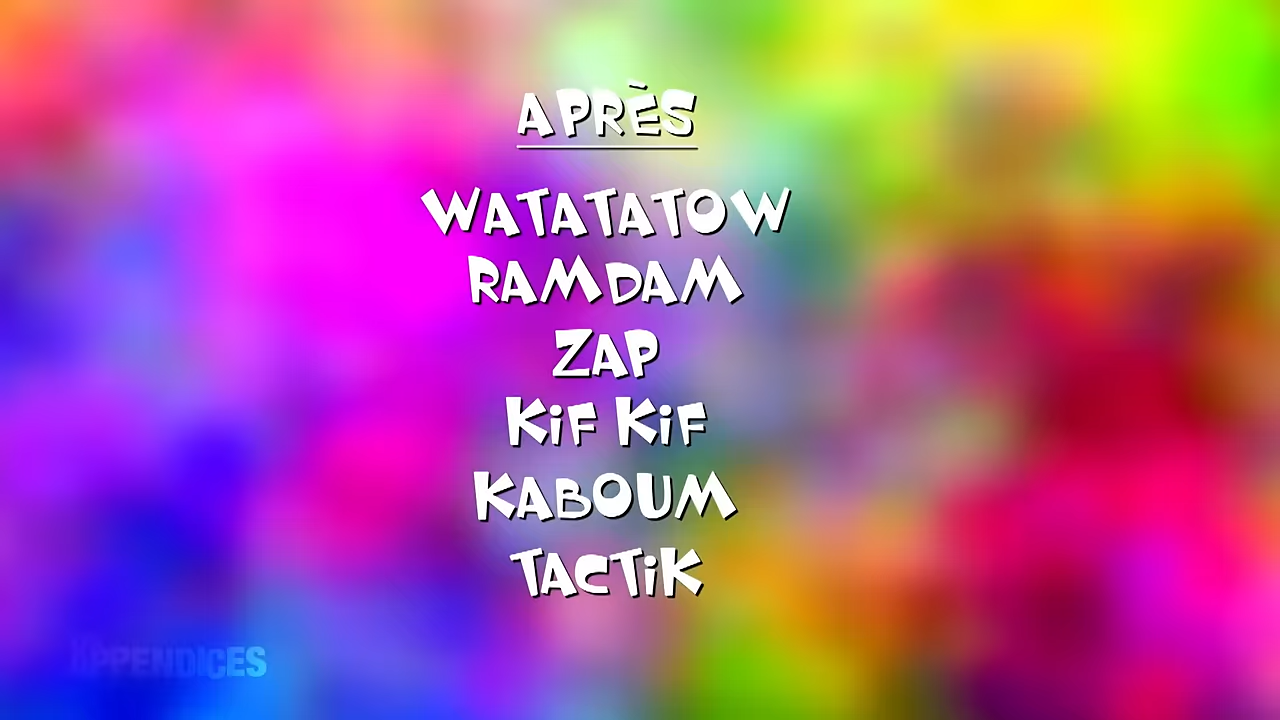 APRÈS
WATATATOW
RAMDAM
ZAP
KiF KiF
KABOUM
TACTiK
APPENDICES